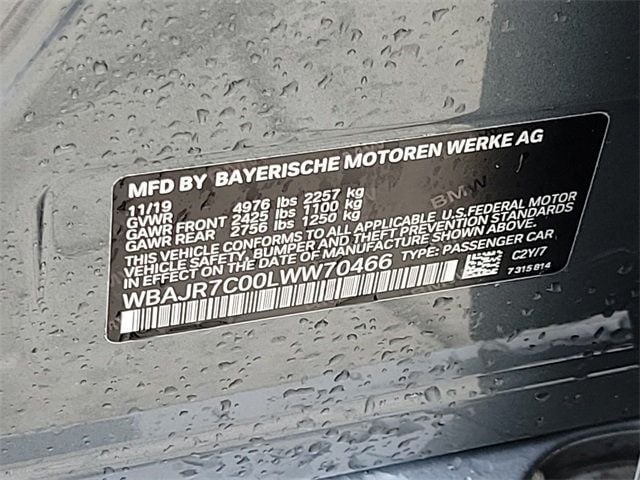 MFD BY BAYERISCHE MOTOREN WERKE AG
11/19
GVWR 4976 lbs 2257 kg
GAWR FRONT 2425 lbs 1100 kg
GAWR REAR 2756 lbs 1250 kg
BMW
THIS VEHICLE CONFORMS TO ALL APPLICABLE U.S.FEDERAL MOTOR
VEHICLE SAFETY, BUMPER, AND THEFT PREVENTION STANDARDS
IN EFFECT ON THE DATE OF MANUFACTURE SHOWN ABOVE.
WBAJR7C00LWW70466 TYPE: PASSENGER CAR
C2Y/7
7 315 814